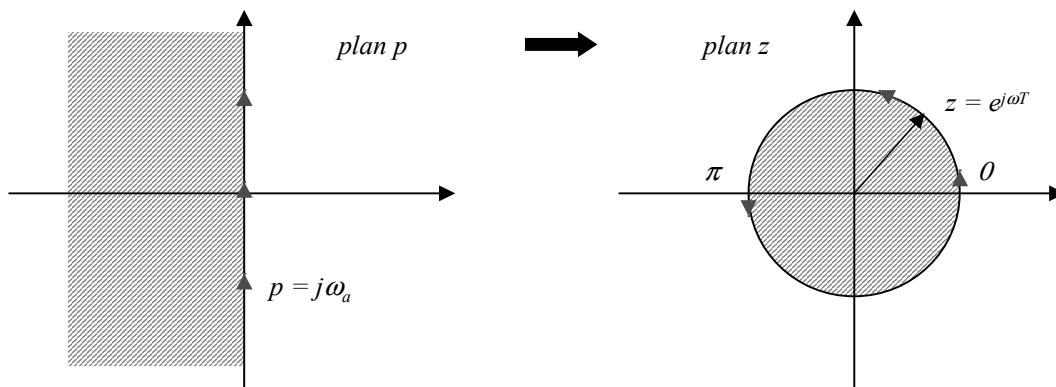 plan p
plan z
z = e^{jωT}
π
0
p = jω_a